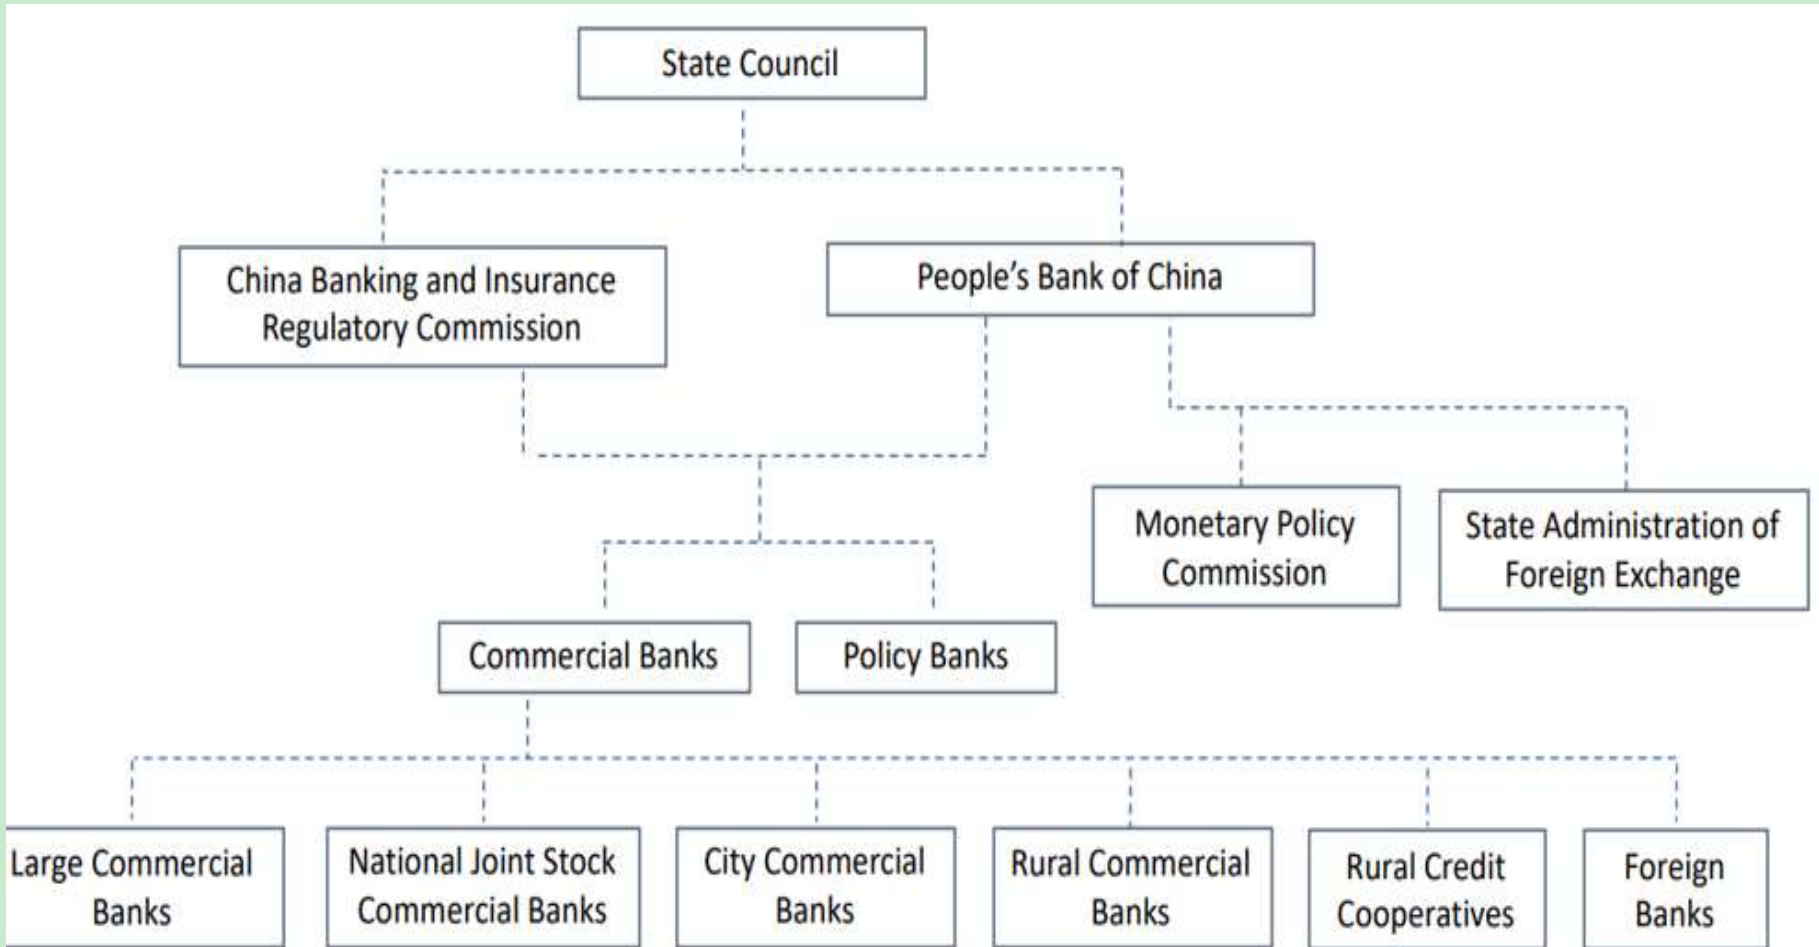 State Council
China Banking and Insurance
Regulatory Commission
People's Bank of China
Monetary Policy
Commission
State Administration of
Foreign Exchange
Commercial Banks
Policy Banks
Large Commercial
Banks
National Joint Stock
Commercial Banks
City Commercial
Banks
Rural Commercial
Banks
Rural Credit
Cooperatives
Foreign
Banks